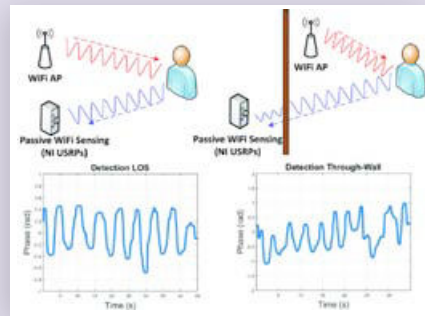 WiFi AP
WiFi AP
Passive WiFi Sensing
(NI USRPs)
Passive WiFi Sensing
(NI USRPs)
Detection LOS
Detection Through-Wall
Phase (rad)
Time (s)
Phase (rad)
Time (s)